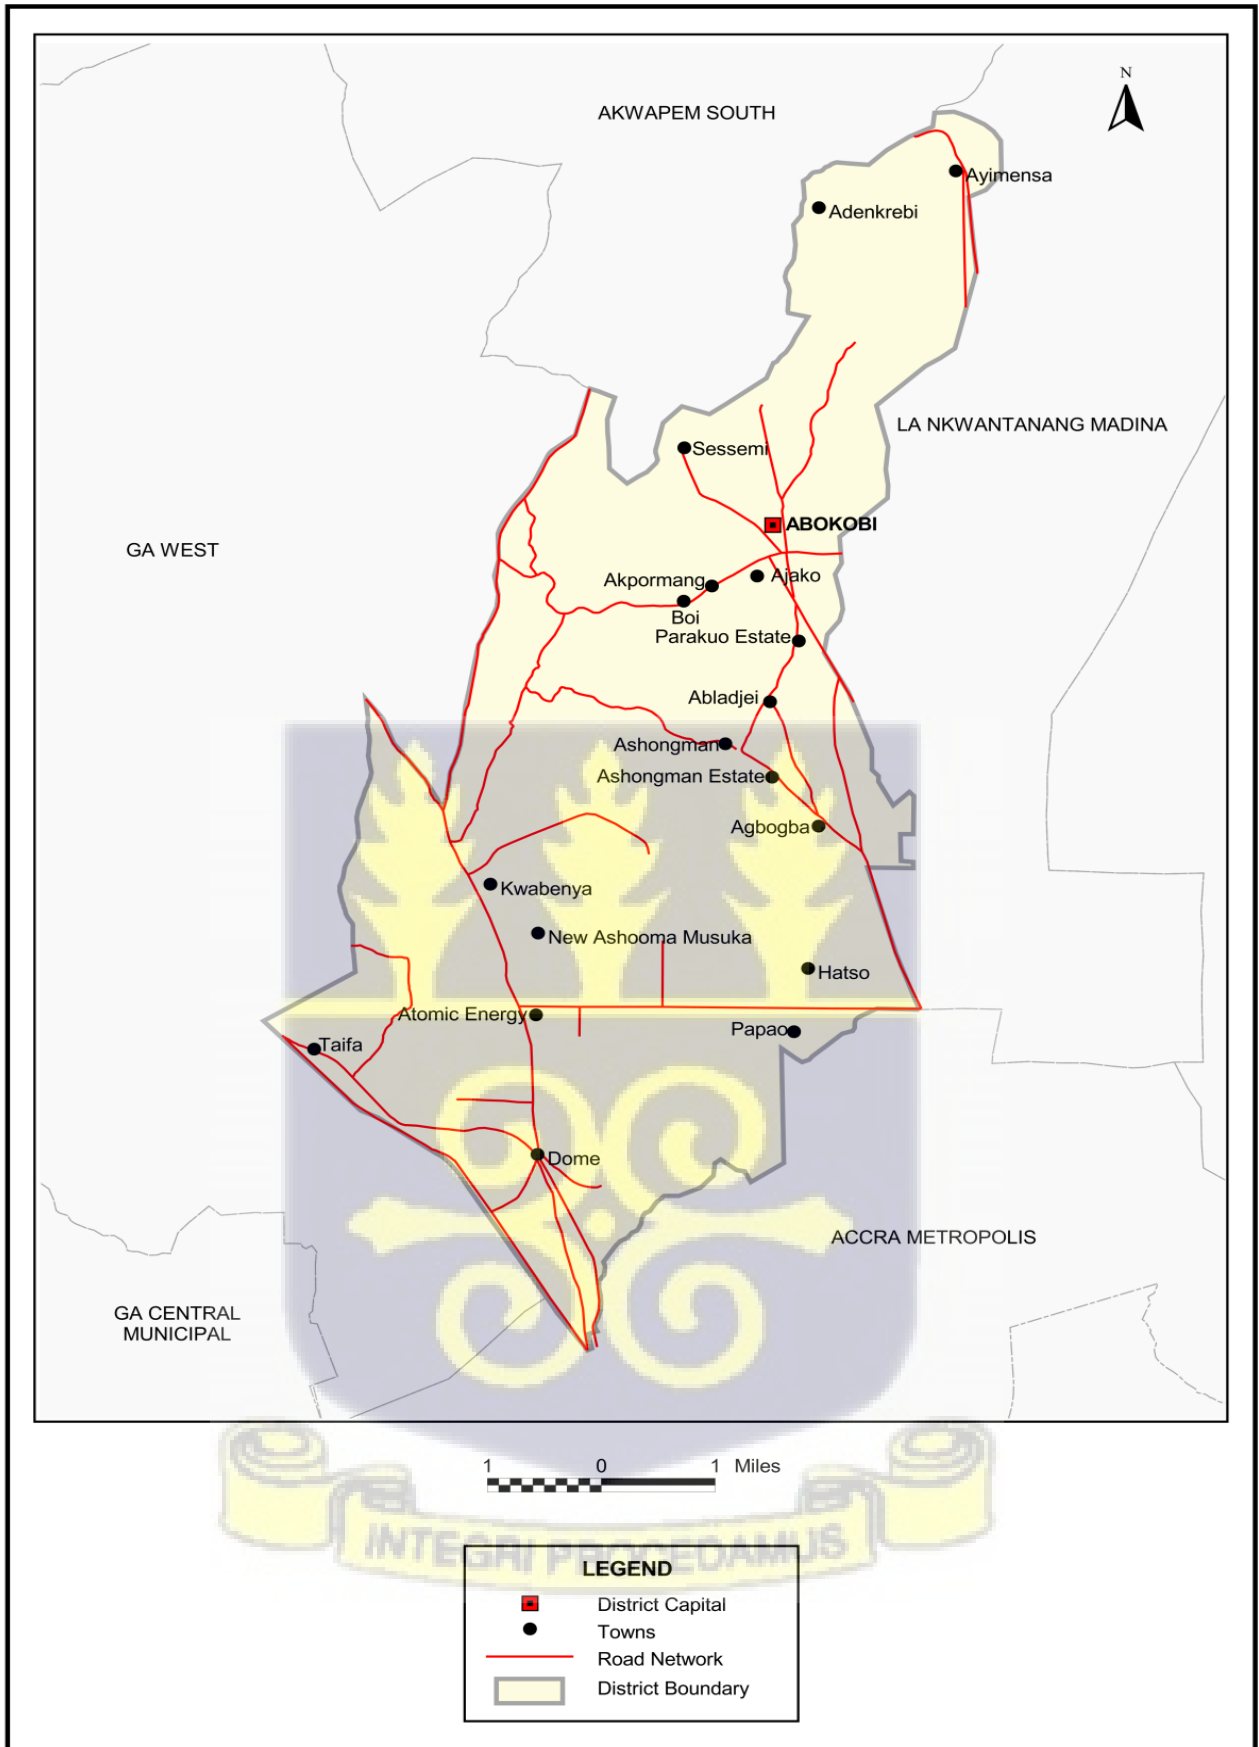 N
AKWAPEM SOUTH
Ayimensa
Adenkrebi
LA NKWANTANANG MADINA
Sessemi
ABOKOBI
GA WEST
Ajako
Akpormang
Boi
Parakuo Estate
Abladjei
Ashongman
Ashongman Estate
Agbogba
Kwabenya
New Ashooma Musuka
Hatso
Atomic Energy
Papao
Taifa
Dome
ACCRA METROPOLIS
GA CENTRAL
MUNICIPAL
1 0 1 Miles
INTEGRI PROCEDAMUS
LEGEND
District Capital
Towns
Road Network
District Boundary